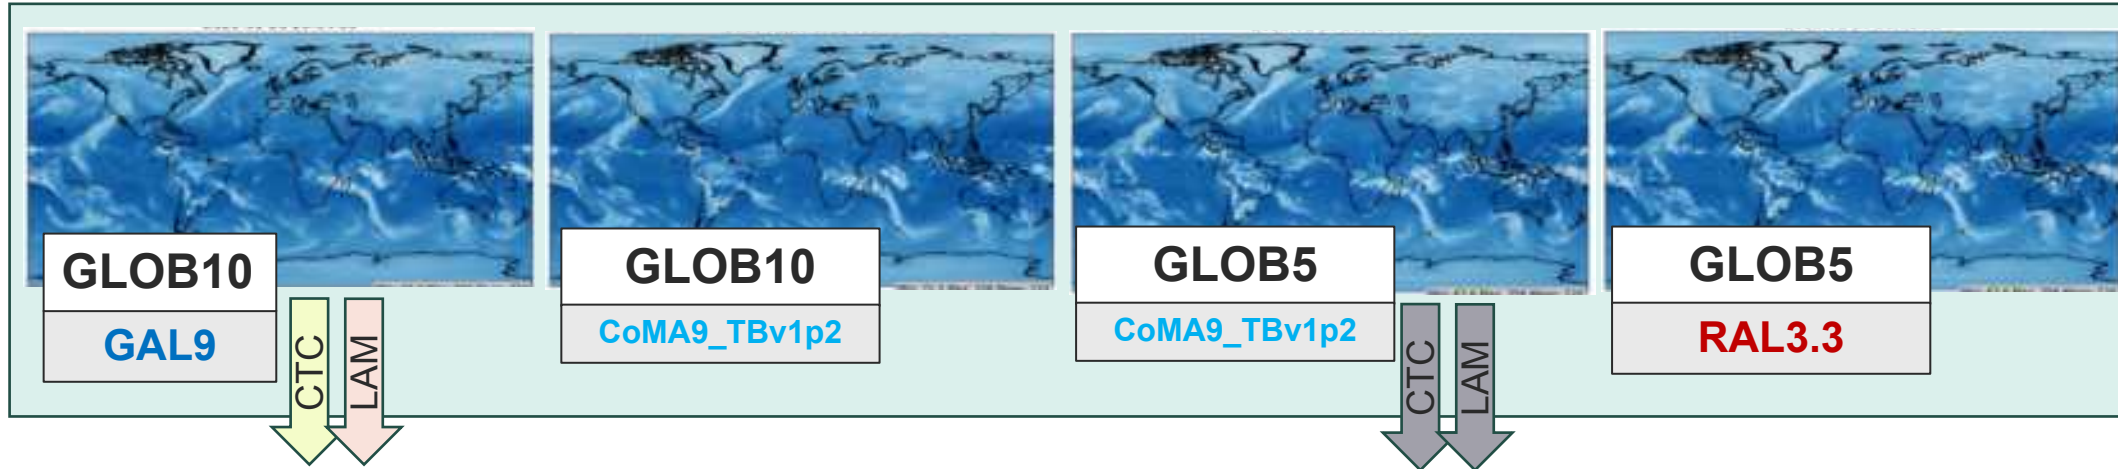 GLOB10
GAL9
CTC
LAM
GLOB10
CoMA9_TBv1p2
GLOB5
CoMA9_TBv1p2
CTC
LAM
GLOB5
RAL3.3